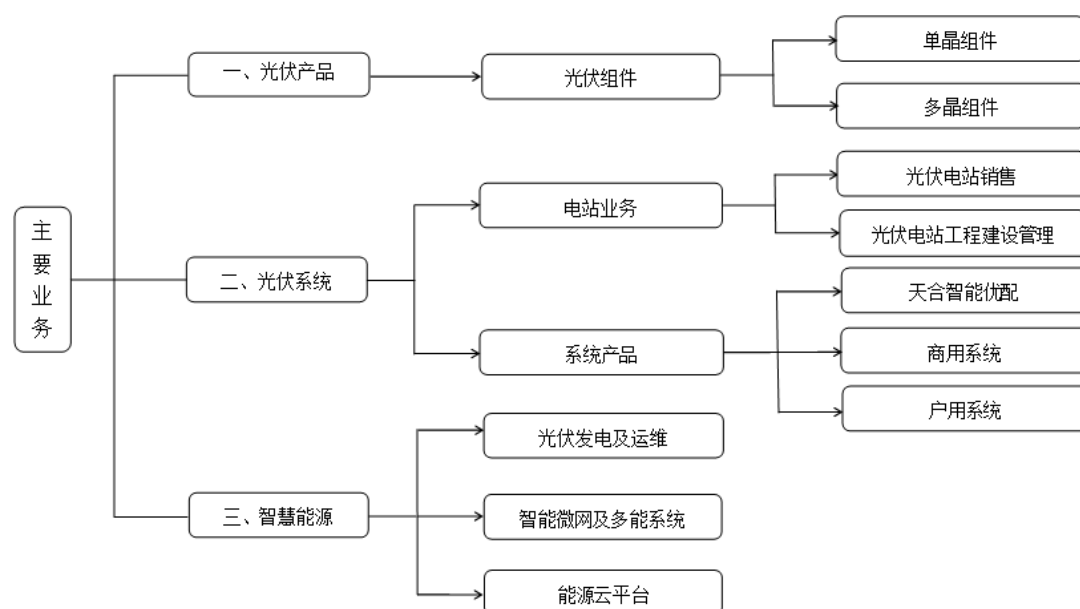 主要业务
一、光伏产品
光伏组件
单晶组件
多晶组件
二、光伏系统
电站业务
光伏电站销售
光伏电站工程建设管理
系统产品
天合智能优配
商用系统
户用系统
三、智慧能源
光伏发电及运维
智能微网及多能系统
能源云平台